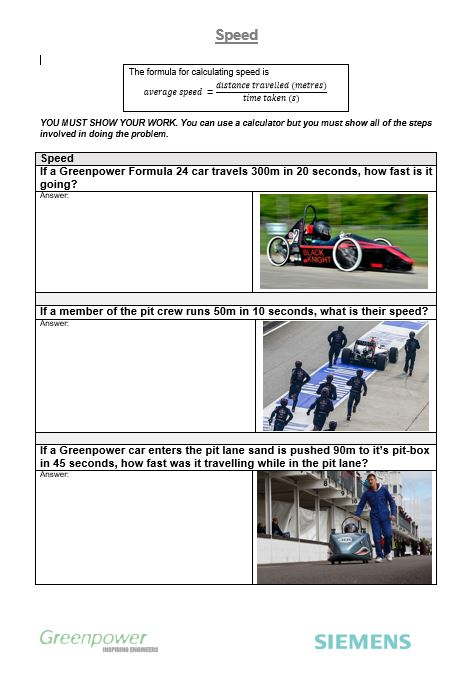 Speed
The formula for calculating speed is
average speed = distance travelled (metres)
time taken (s)
YOU MUST SHOW YOUR WORK. You can use a calculator but you must show all of the steps
involved in doing the problem.
Speed
If a Greenpower Formula 24 car travels 300m in 20 seconds, how fast is it
going?
Answer:
BLACK
KNIGHT
If a member of the pit crew runs 50m in 10 seconds, what is their speed?
Answer:
If a Greenpower car enters the pit lane sand is pushed 90m to it's pit-box
in 45 seconds, how fast was it travelling while in the pit lane?
Answer:
8
9
Greenpower
INSPIRING ENGINEERS
SIEMENS